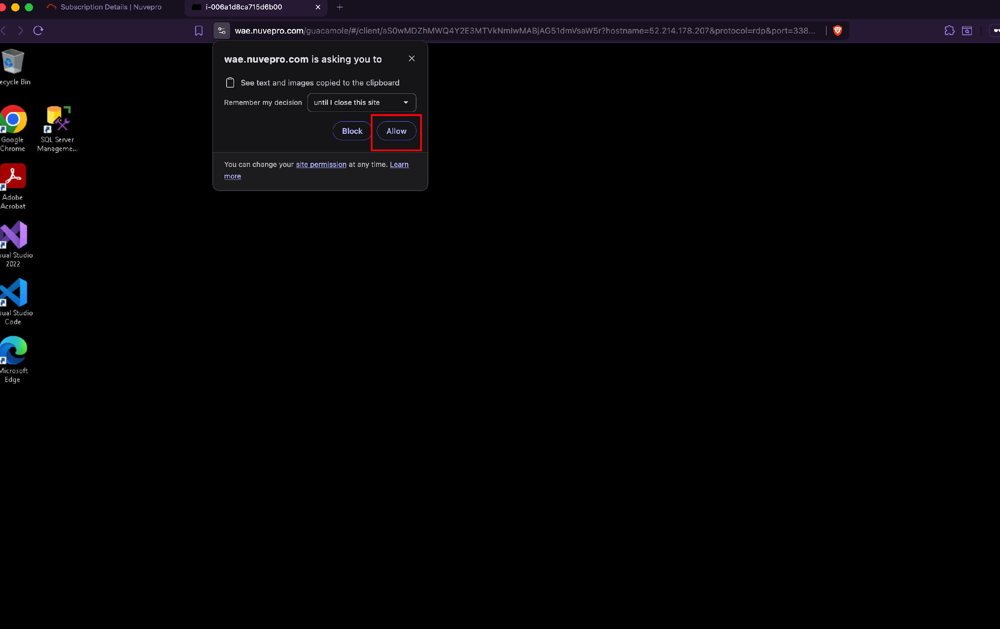 Subscription Details | Nuvepro
i-006a1d8ca715d6b00
wae.nuvepro.com/guacamole/#/client/aS0wMDZhMWQ4Y2E3MTVkNmIwMABjAG51dmVsaW5r?hostname=52.214.178.207&protocol=rdp&port=338...
wae.nuvepro.com is asking you to
See text and images copied to the clipboard
Remember my decision
until I close this site
Block
Allow
You can change your site permission at any time. Learn
more
ecycle Bin
Google
Chrome
SQL Server
Manageme...
Adobe
Acrobat
sual Studio
2022
sual Studio
Code
Microsoft
Edge